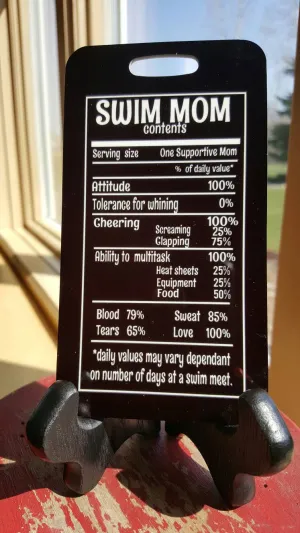 SWIM MOM
contents
Serving size One Supportive Mom
% of daily value*
Attitude 100%
Tolerance for whining 0%
Cheering 100%
Screaming 25%
Clapping 75%
Ability to multitask 100%
Heat sheets 25%
Equipment 25%
Food 50%
Blood 79% Sweat 85%
Tears 65% Love 100%
*daily values may vary dependant
on number of days at a swim meet.